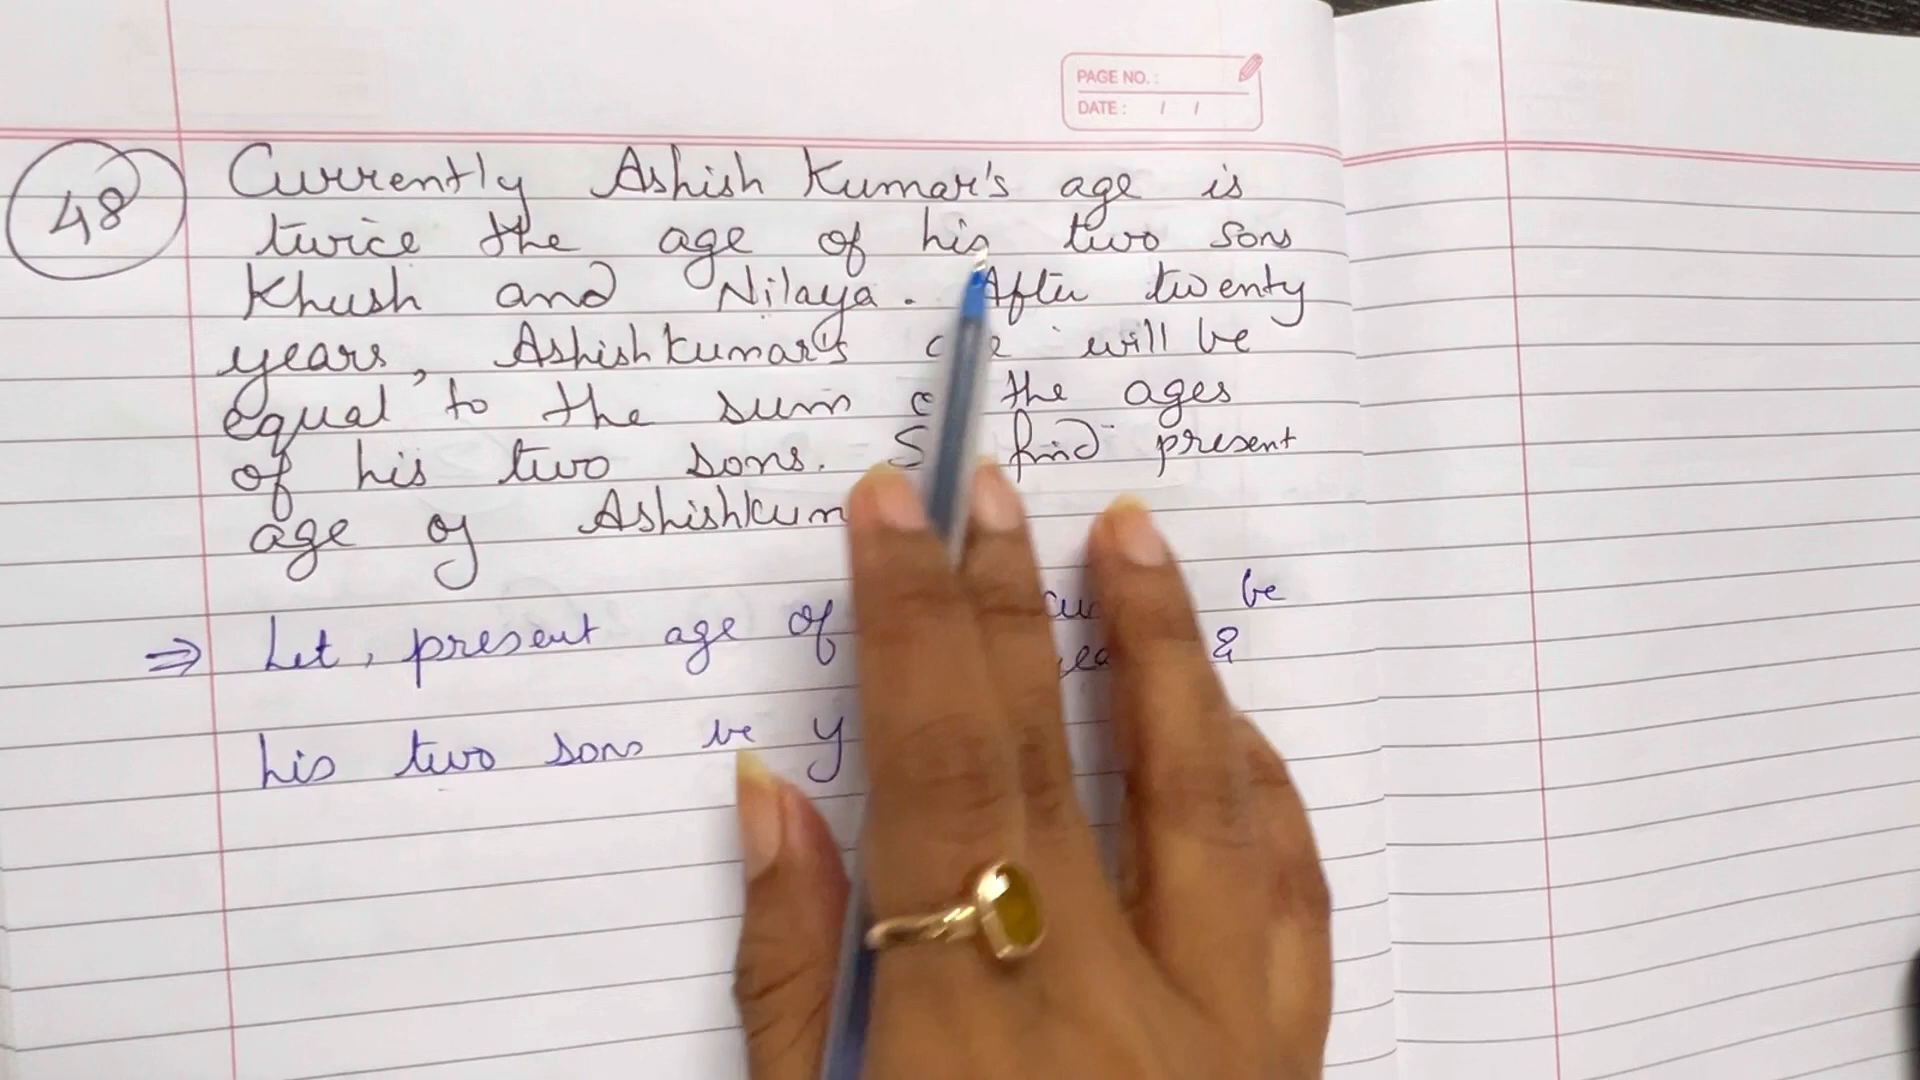 PAGE NO. :
DATE : / /
48
Currently Ashish Kumar's age is
twice the age of his two sons
Khush and Nilaya. After twenty
years, Ashishkumar's will be
equal to the sum the ages
of his two sons. find present
age of
⇒ Let, present age of be
&
his two sons be y